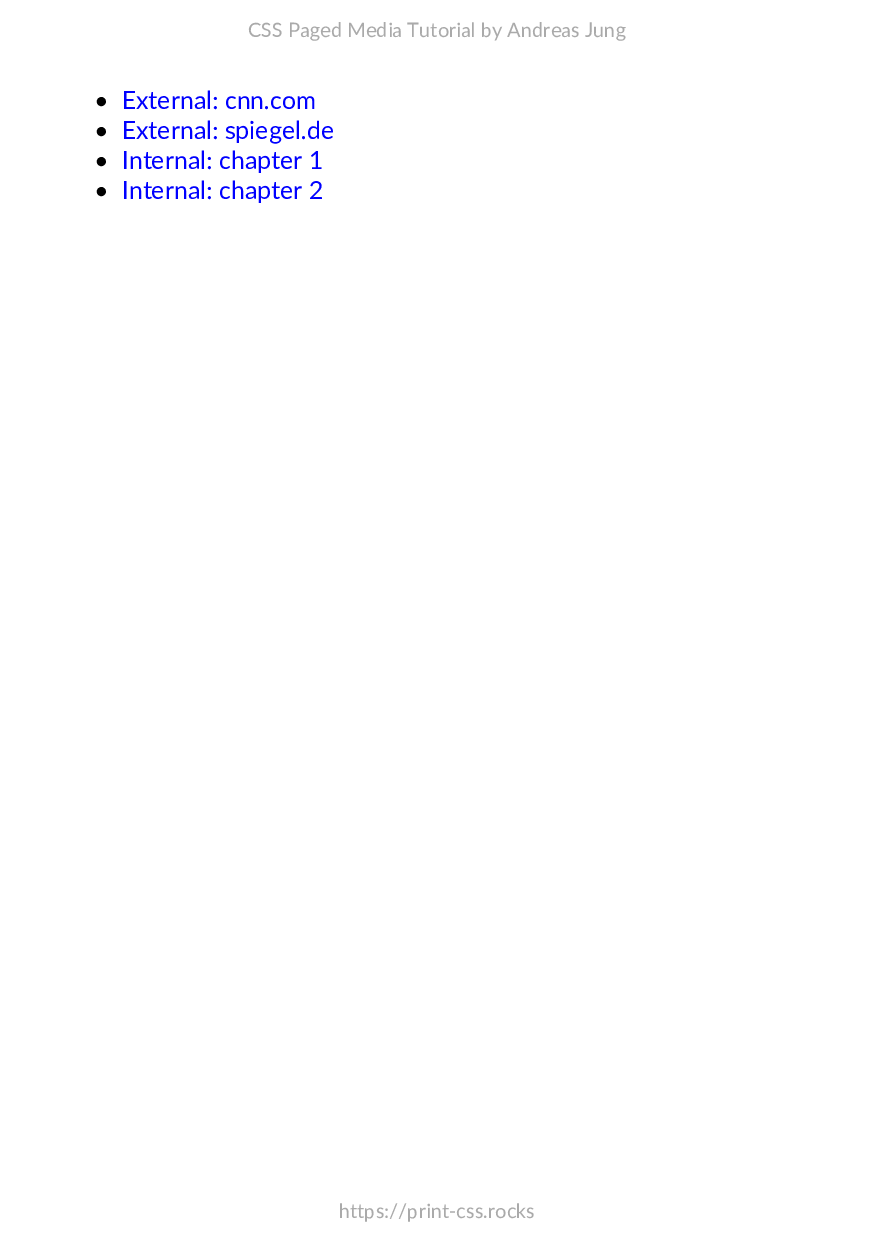 CSS Paged Media Tutorial by Andreas Jung
• External: cnn.com
• External: spiegel.de
• Internal: chapter 1
• Internal: chapter 2
https://print-css.rocks